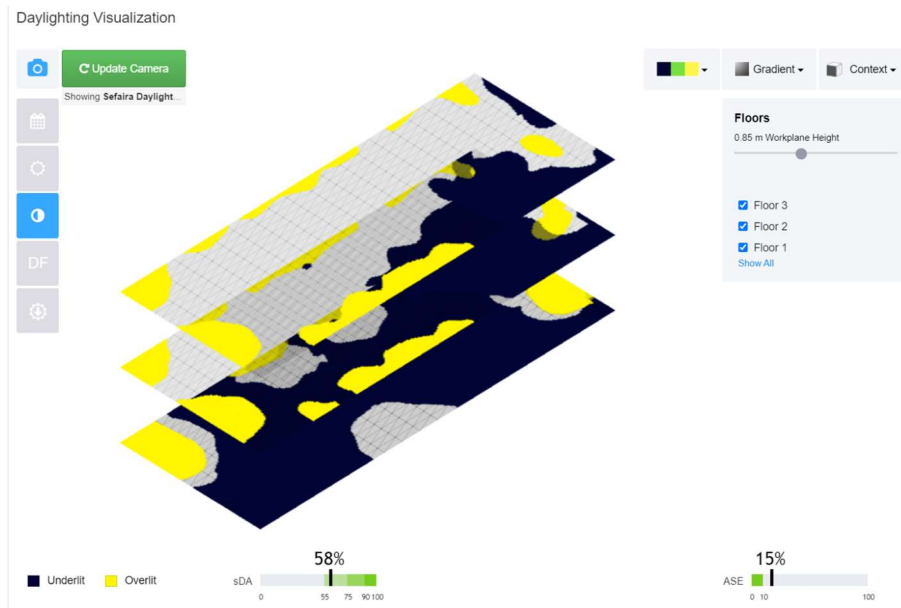 Daylighting Visualization
Update Camera
Showing Sefaira Daylight...
Gradient
Context
Floors
0.85 m Workplane Height
Floor 3
Floor 2
Floor 1
Show All
DF
58%
15%
Underlit
Overlit
sDA
ASE
0 55 75 90 100
0 10 100